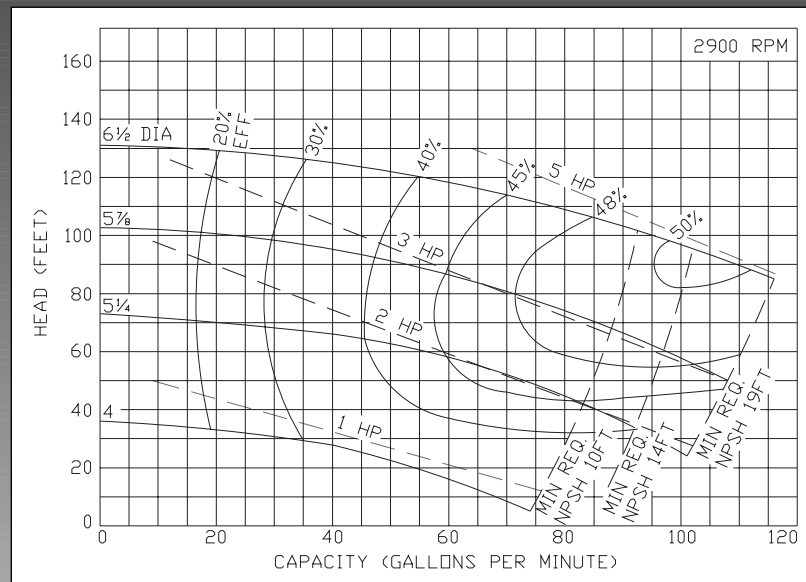 2900 RPM
160
140
120
100
80
60
40
20
0
HEAD (FEET)
6½ DIA
5⅞
5¼
4
20% EFF
30%
40%
45%
48%
50%
5 HP
3 HP
2 HP
1 HP
MIN REQ.
NPSH 10FT
MIN REQ.
NPSH 14FT
MIN REQ.
NPSH 19FT
0
20
40
60
80
100
120
CAPACITY (GALLONS PER MINUTE)